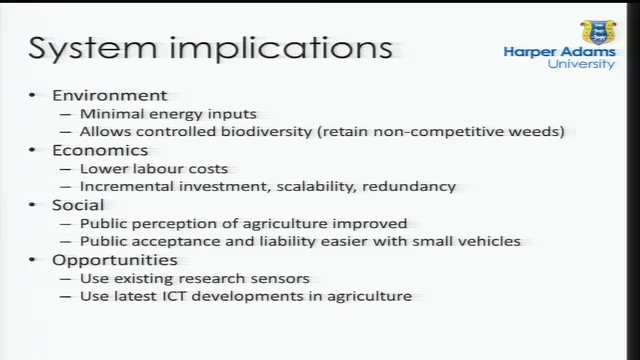 System implications
Harper Adams
University
• Environment
– Minimal energy inputs
– Allows controlled biodiversity (retain non-competitive weeds)
• Economics
– Lower labour costs
– Incremental investment, scalability, redundancy
• Social
– Public perception of agriculture improved
– Public acceptance and liability easier with small vehicles
• Opportunities
– Use existing research sensors
– Use latest ICT developments in agriculture